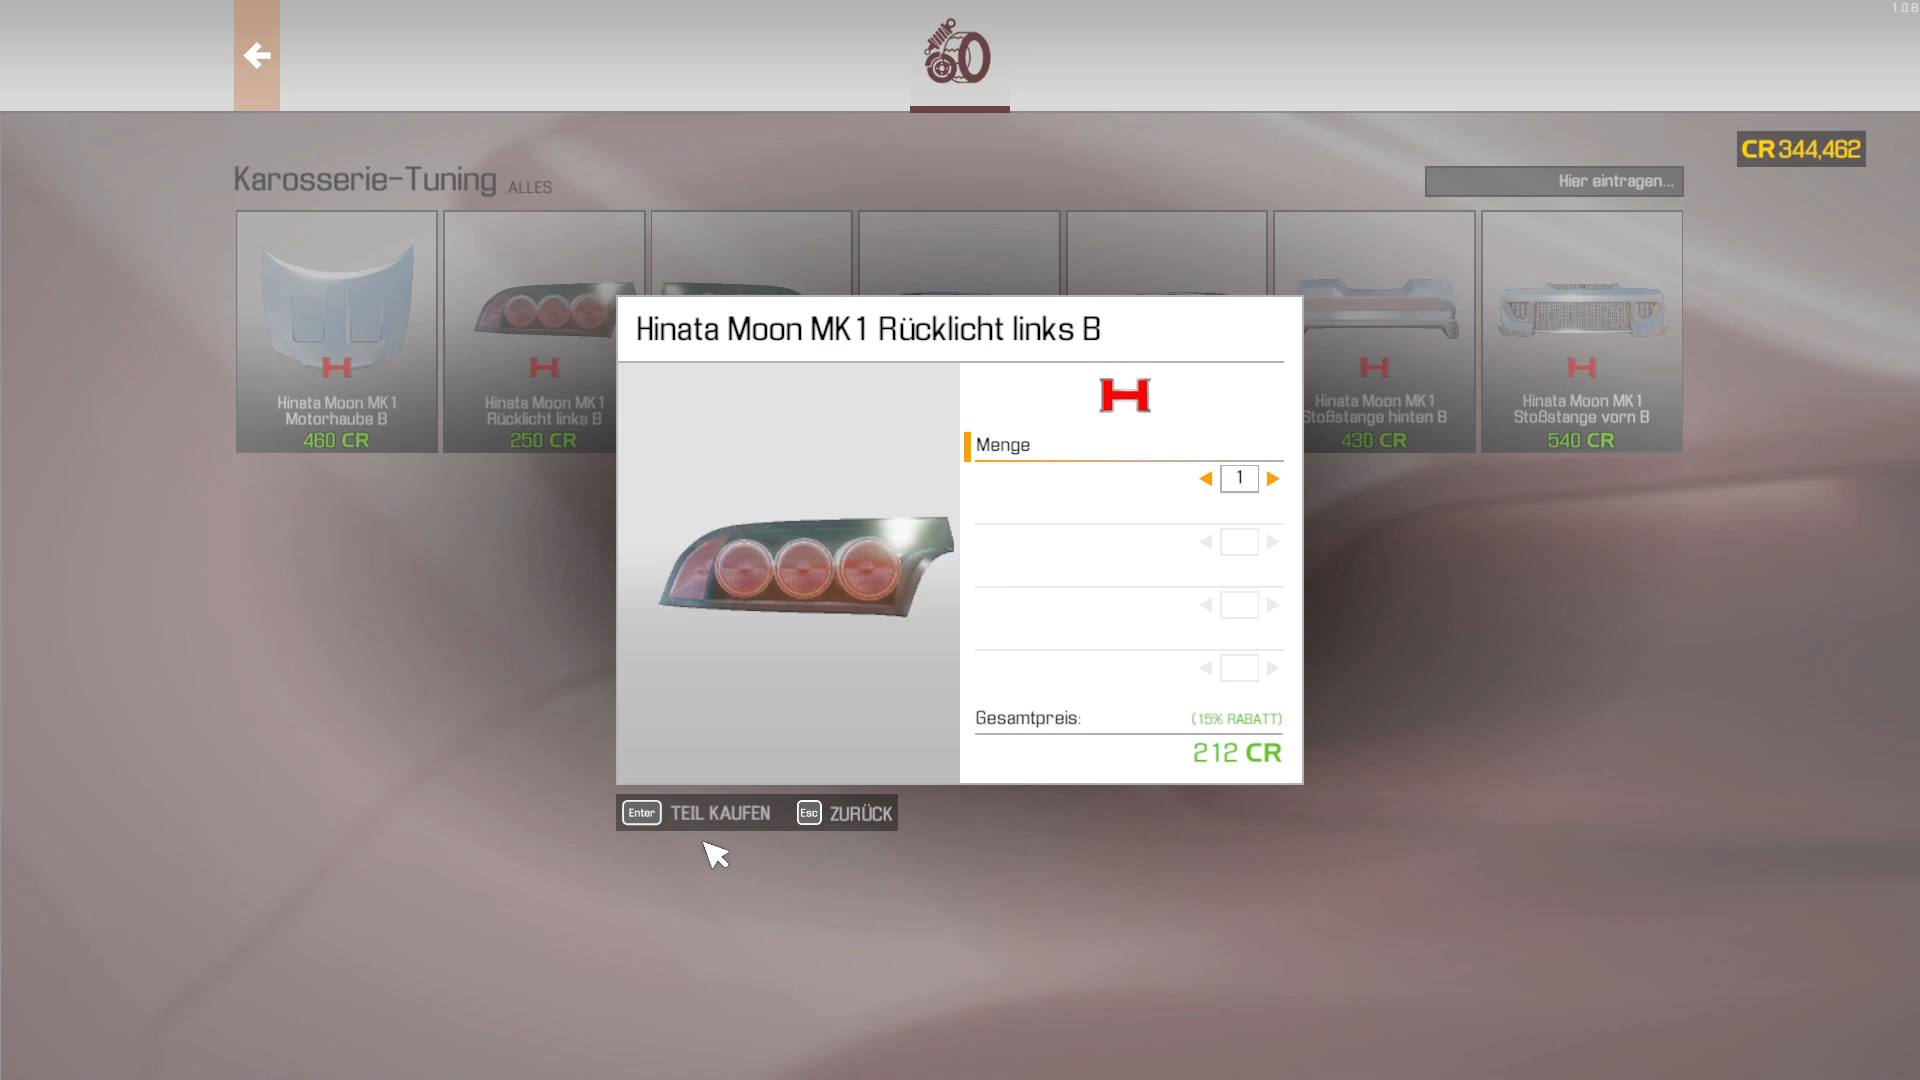 1.0.8
CR 344,462
Karosserie-Tuning ALLES
Hier eintragen...
Hinata Moon MK1
Motorhaube B
460 CR
Hinata Moon MK1
Rücklicht links B
250 CR
Hinata Moon MK1
Stoßstange hinten B
430 CR
Hinata Moon MK1
Stoßstange vorn B
540 CR
Hinata Moon MK1 Rücklicht links B
Menge
1
Gesamtpreis:
(15% RABATT)
212 CR
Enter TEIL KAUFEN
Esc ZURÜCK